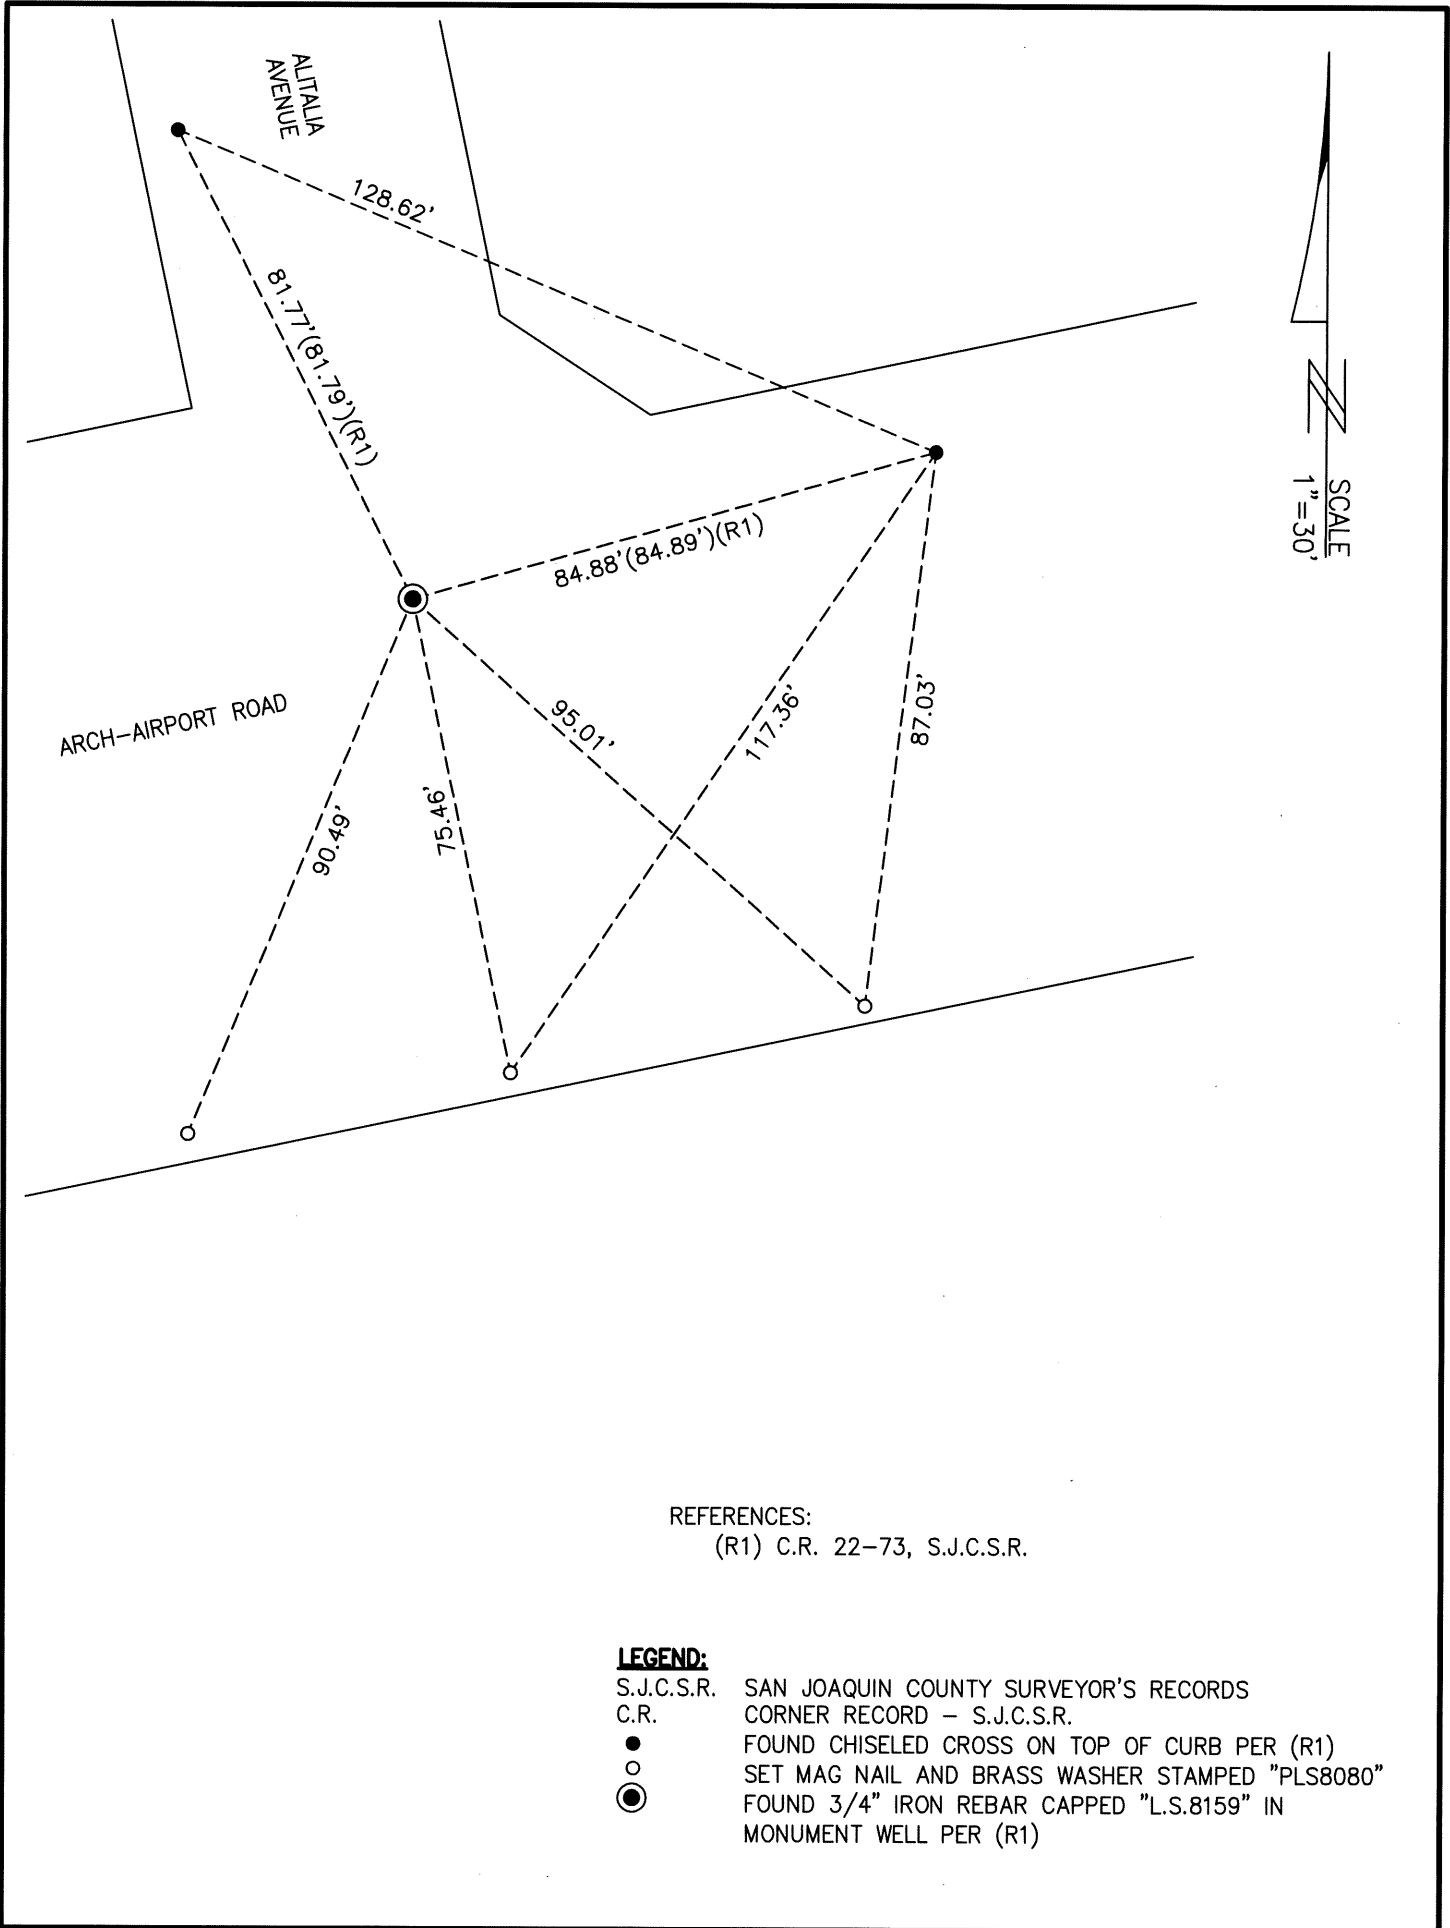 ALITALIA
AVENUE
128.62'
81.77'(81.79')(R1)
84.88'(84.89')(R1)
SCALE
1"=30'
N
ARCH-AIRPORT ROAD
90.49'
75.46'
95.01'
117.36'
87.03'
REFERENCES:
(R1) C.R. 22-73, S.J.C.S.R.
LEGEND:
S.J.C.S.R. SAN JOAQUIN COUNTY SURVEYOR'S RECORDS
C.R. CORNER RECORD - S.J.C.S.R.
FOUND CHISELED CROSS ON TOP OF CURB PER (R1)
SET MAG NAIL AND BRASS WASHER STAMPED "PLS8080"
FOUND 3/4" IRON REBAR CAPPED "L.S.8159" IN
MONUMENT WELL PER (R1)